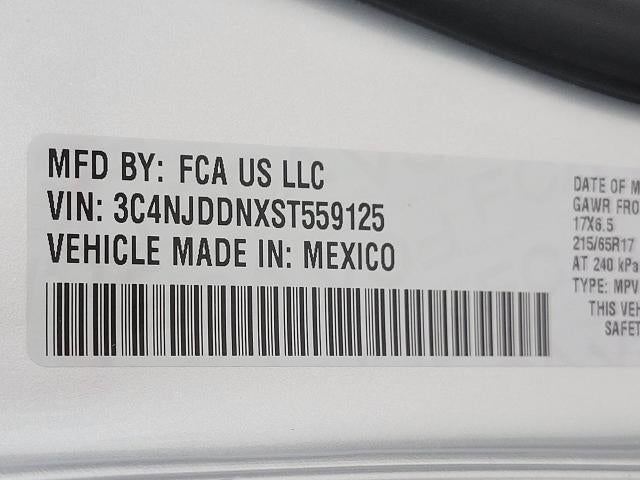 MFD BY: FCA US LLC
VIN: 3C4NJDDNXST559125
VEHICLE MADE IN: MEXICO
DATE OF M
GAWR FRO
17X6.5
215/65R17
AT 240 kPa
TYPE: MPV
THIS VEH
SAFET